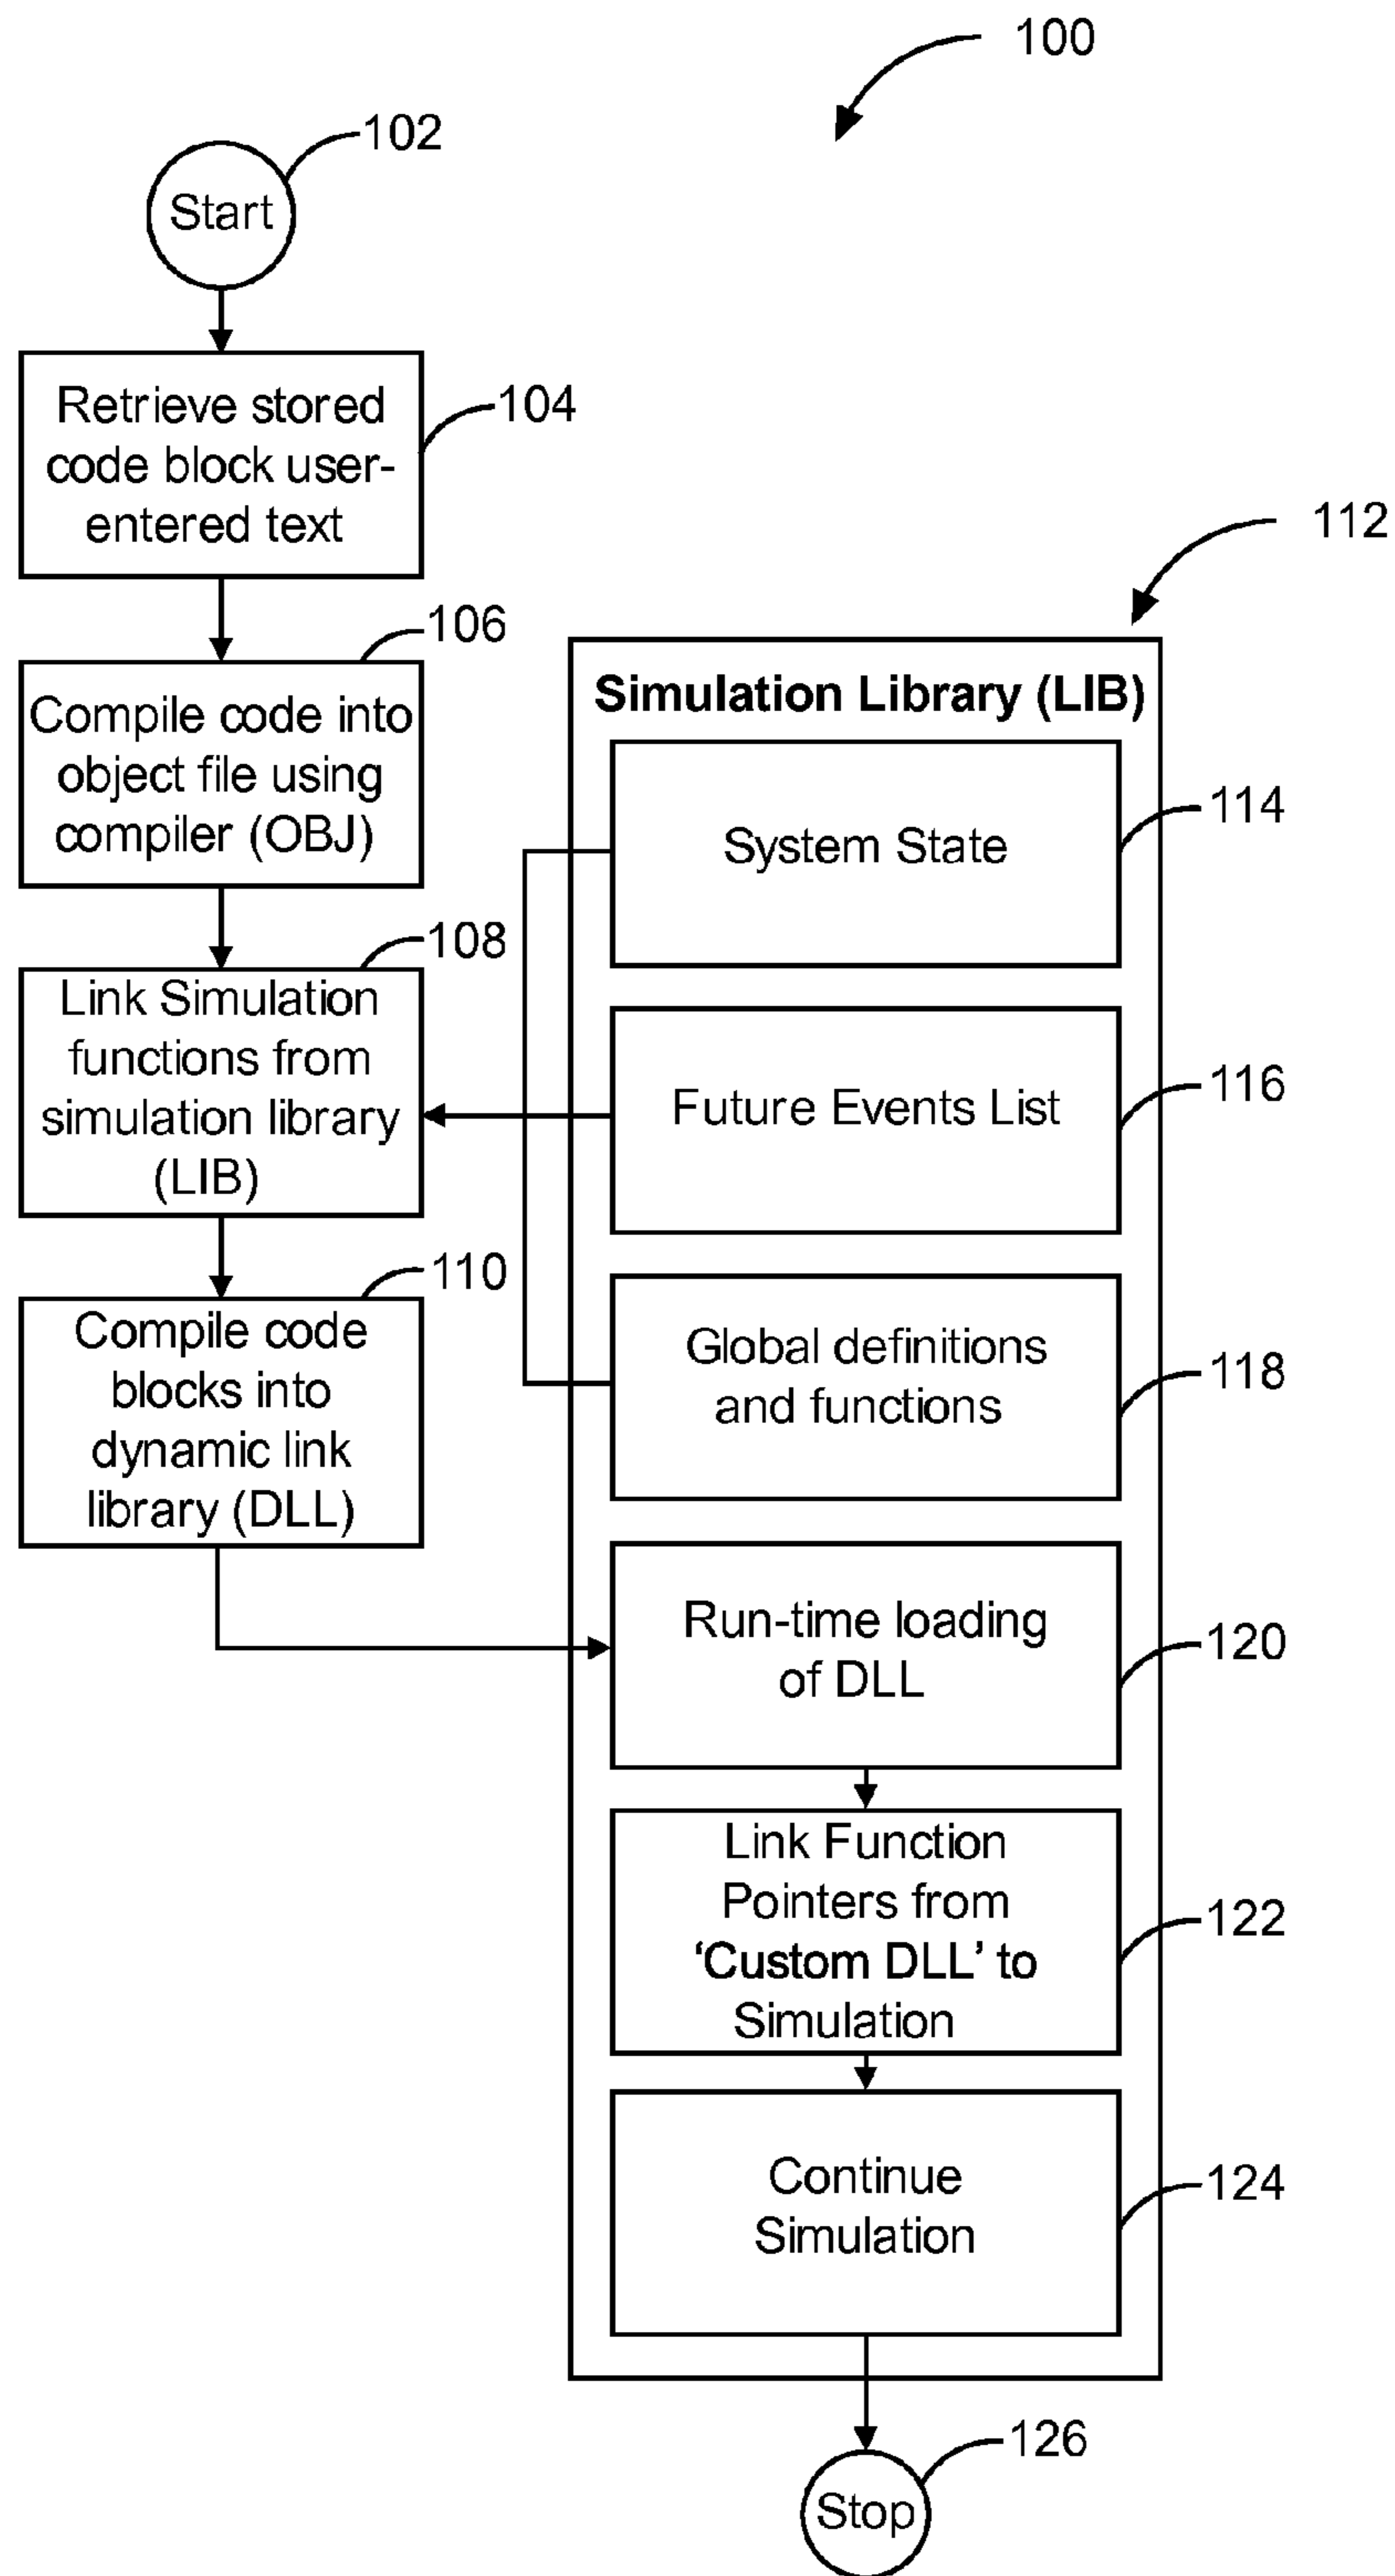 100
102
Start
Retrieve stored
code block user-
entered text
104
106
Compile code into
object file using
compiler (OBJ)
108
Link Simulation
functions from
simulation library
(LIB)
110
Compile code
blocks into
dynamic link
library (DLL)
112
Simulation Library (LIB)
System State
114
Future Events List
116
Global definitions
and functions
118
Run-time loading
of DLL
120
Link Function
Pointers from
‘Custom DLL’ to
Simulation
122
Continue
Simulation
124
126
Stop